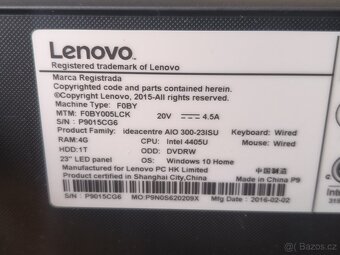 Lenovo
Registered trademark of Lenovo
Marca Registrada
Copyrighted code and parts contained
within or referenced herein.
©Copyright Lenovo, 2015-All rights reserved.
Machine Type: F0BY
MTM: F0BY005LCK 20V 4.5A
S/N: P9015CG6
Product Family: ideacentre AIO 300-23ISU Keyboard: Wired
RAM:4G CPU: Intel 4405U Mouse: Wired
HDD:1T ODD: DVDRW
23" LED panel OS: Windows 10 Home
Manufactured for Lenovo PC HK Limited 中国制造
Product in Shanghai City,China Made in China P9
S/N: P9015CG6 MO:P9N0S620209X Mfg Date: 2016-02-02
bazos.cz